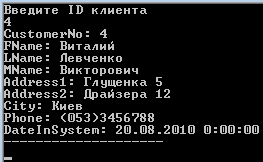 Введите ID клиента
4
CustomerNo: 4
FName: Виталий
LName: Левченко
MName: Викторович
Address1: Глущенка 5
Address2: Драйзера 12
City: Киев
Phone: (053)3456788
DateInSystem: 20.08.2010 0:00:00
--------------------